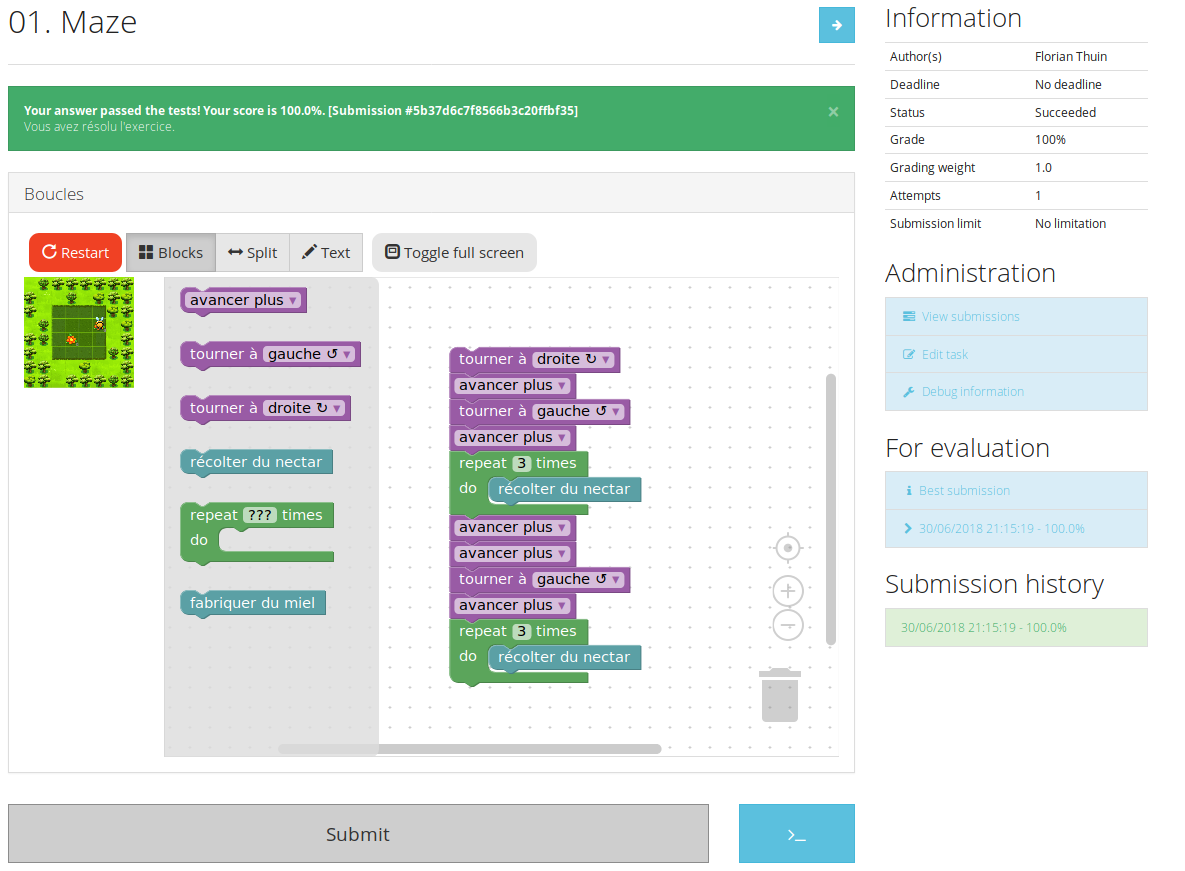 01. Maze
Your answer passed the tests! Your score is 100.0%. [Submission #5b37d6c7f8566b3c20ffbf35]
×
Vous avez résolu l'exercice.
Boucles
Restart
Blocks
Split
Text
Toggle full screen
avancer plus ▾
tourner à gauche ↺ ▾
tourner à droite ↻ ▾
récolter du nectar
repeat ??? times
do
fabriquer du miel
tourner à droite ↻ ▾
avancer plus ▾
tourner à gauche ↺ ▾
avancer plus ▾
repeat 3 times
do récolter du nectar
avancer plus ▾
avancer plus ▾
tourner à gauche ↺ ▾
avancer plus ▾
repeat 3 times
do récolter du nectar
Submit
>_
Information
Author(s) Florian Thuin
Deadline No deadline
Status Succeeded
Grade 100%
Grading weight 1.0
Attempts 1
Submission limit No limitation
Administration
View submissions
Edit task
Debug information
For evaluation
Best submission
30/06/2018 21:15:19 - 100.0%
Submission history
30/06/2018 21:15:19 - 100.0%